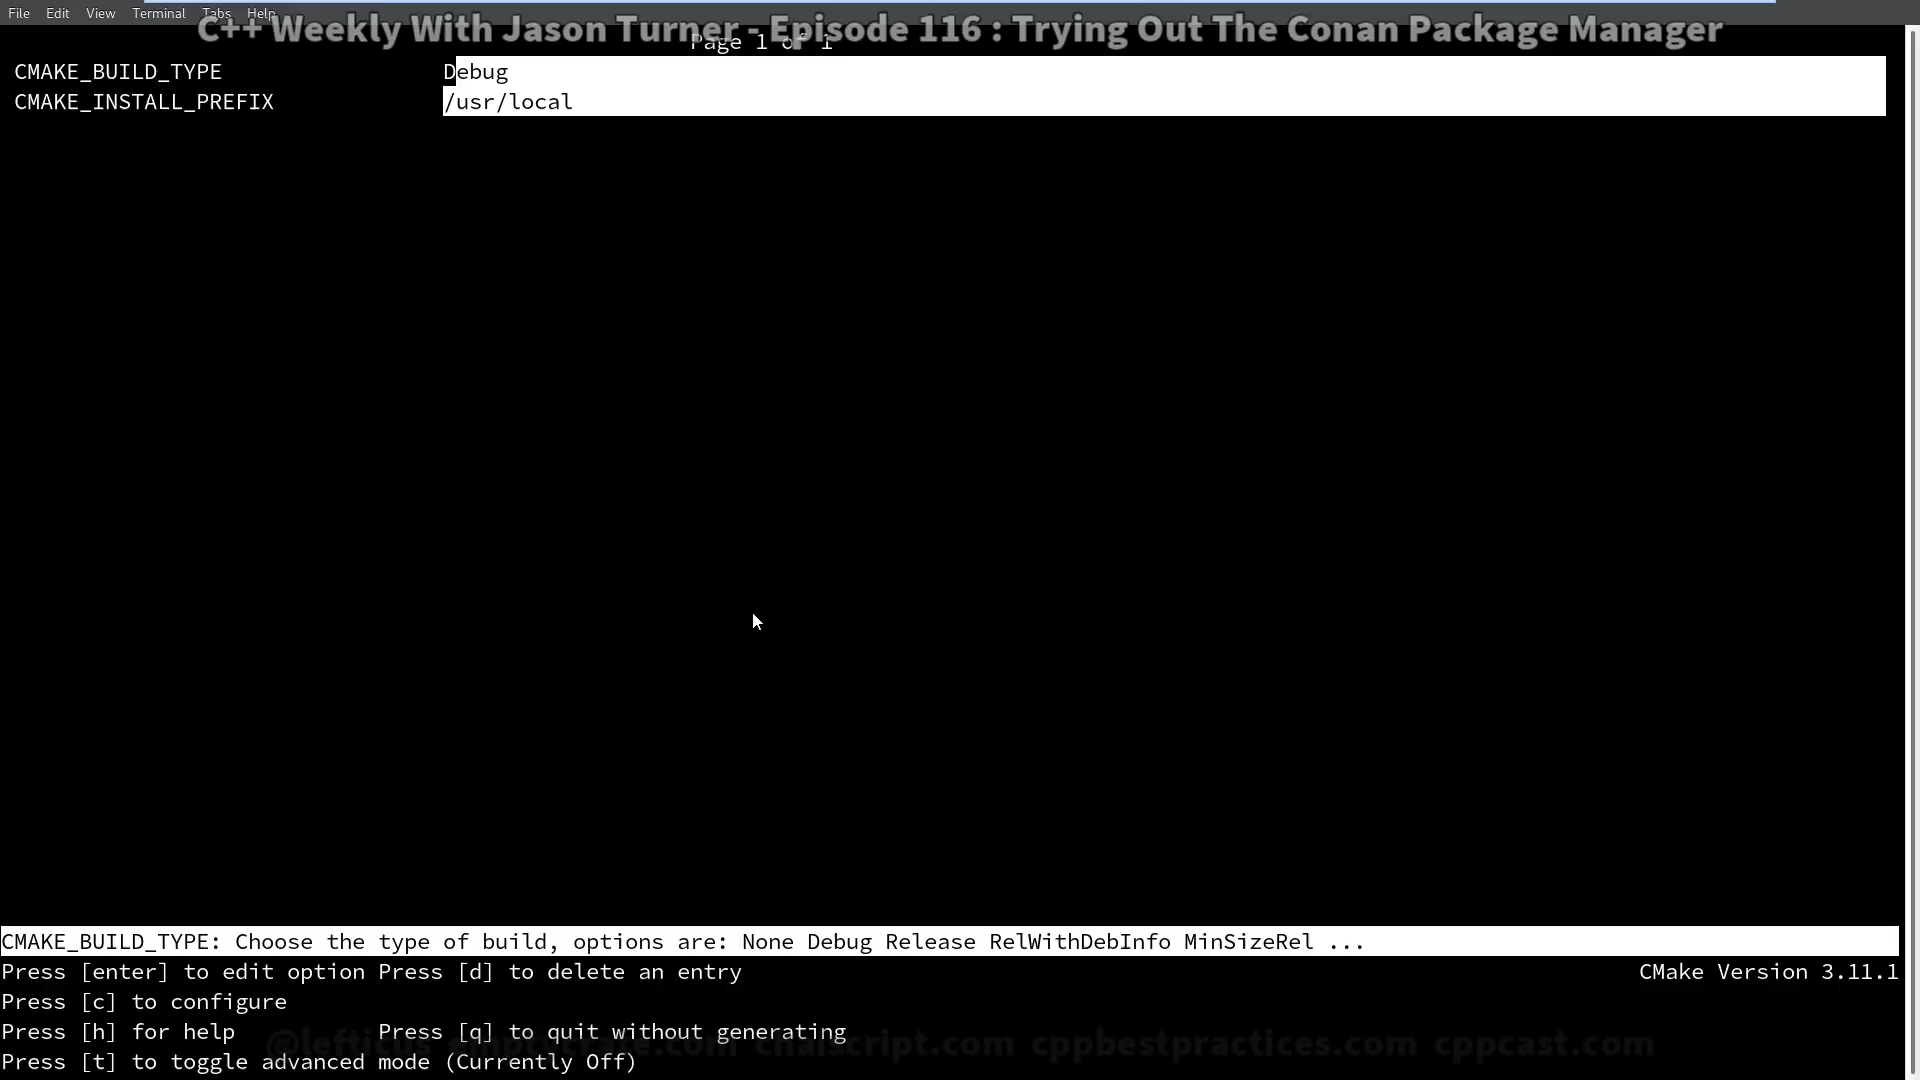 File Edit View Terminal Tabs Help
C++ Weekly With Jason Turner - Episode 116 : Trying Out The Conan Package Manager
Page 1 of 1
CMAKE_BUILD_TYPE Debug
CMAKE_INSTALL_PREFIX /usr/local
CMAKE_BUILD_TYPE: Choose the type of build, options are: None Debug Release RelWithDebInfo MinSizeRel ...
Press [enter] to edit option Press [d] to delete an entry CMake Version 3.11.1
Press [c] to configure
Press [h] for help Press [q] to quit without generating
@lefticus emptycrate.com chaiscript.com cppbestpractices.com cppcast.com
Press [t] to toggle advanced mode (Currently Off)